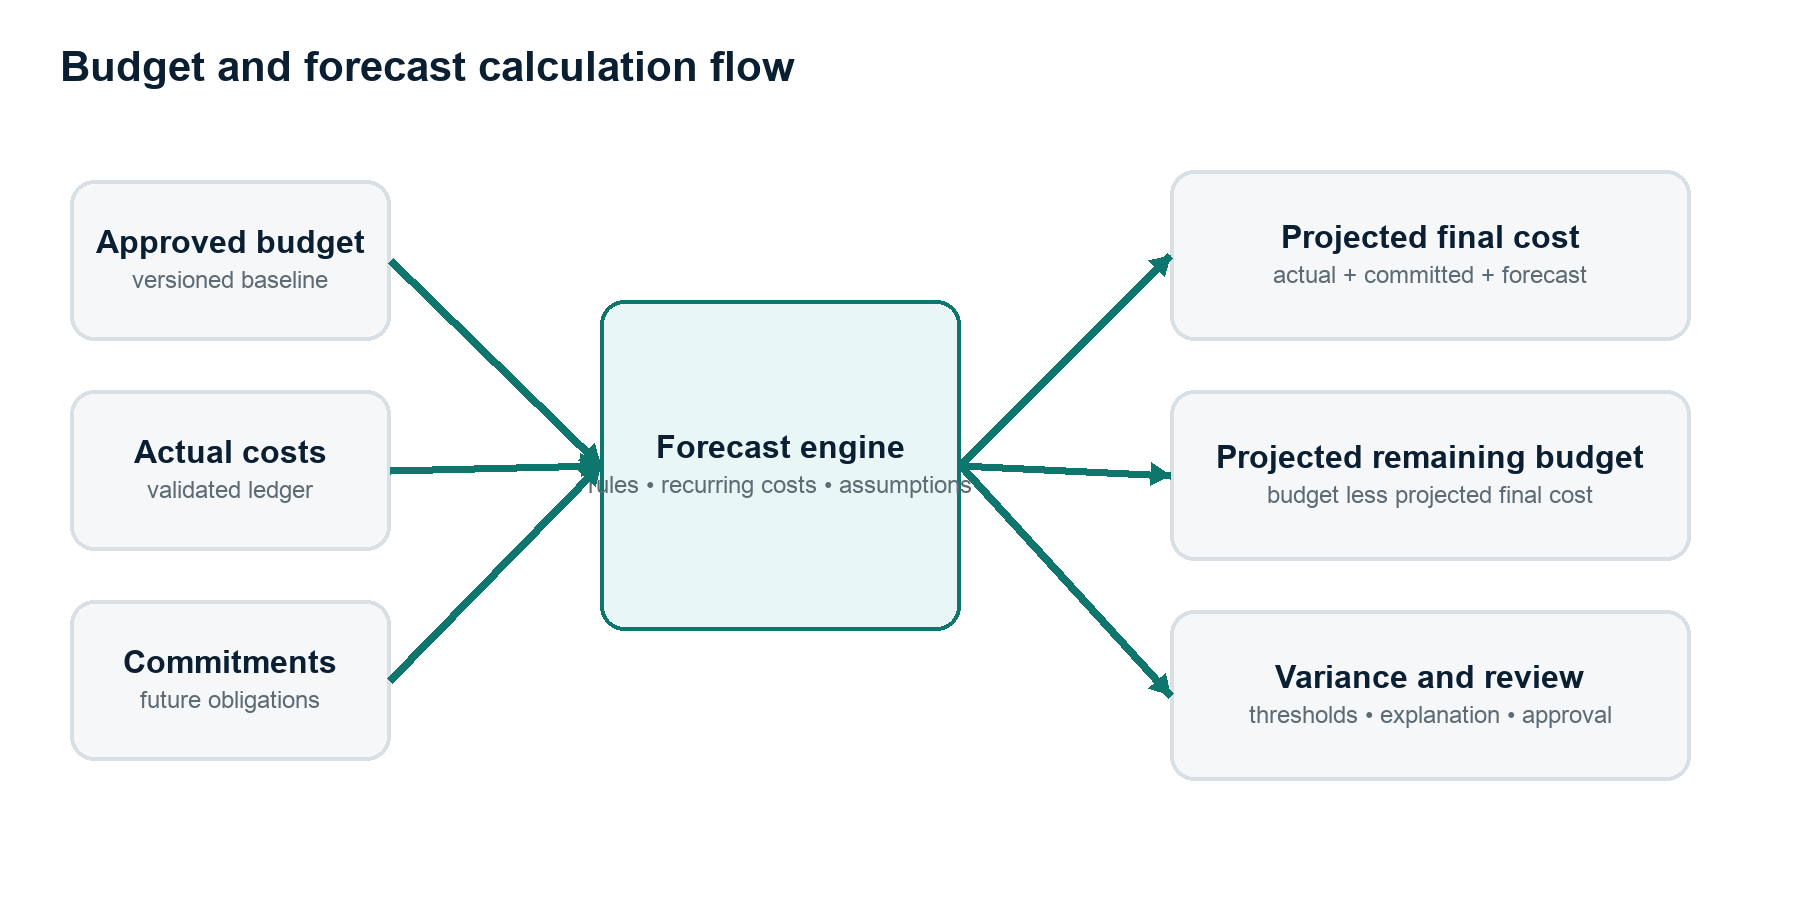 Budget and forecast calculation flow
Approved budget
versioned baseline
Actual costs
validated ledger
Commitments
future obligations
Forecast engine
rules • recurring costs • assumptions
Projected final cost
actual + committed + forecast
Projected remaining budget
budget less projected final cost
Variance and review
thresholds • explanation • approval